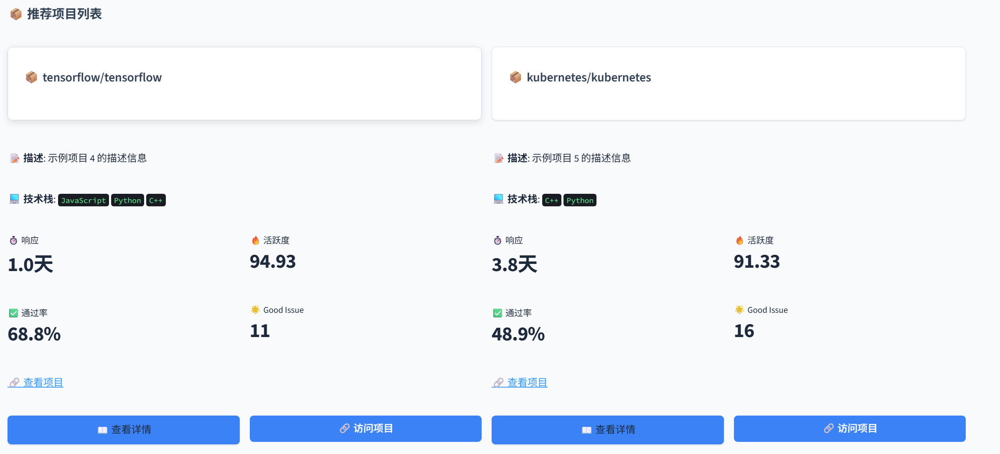 📦 推荐项目列表
📦 tensorflow/tensorflow
📝 描述: 示例项目 4 的描述信息
💻 技术栈: JavaScript Python C++
⏱️ 响应
1.0天
🔥 活跃度
94.93
✅ 通过率
68.8%
🌟 Good Issue
11
🔗 查看项目
📖 查看详情
🔗 访问项目
📦 kubernetes/kubernetes
📝 描述: 示例项目 5 的描述信息
💻 技术栈: C++ Python
⏱️ 响应
3.8天
🔥 活跃度
91.33
✅ 通过率
48.9%
🌟 Good Issue
16
🔗 查看项目
📖 查看详情
🔗 访问项目